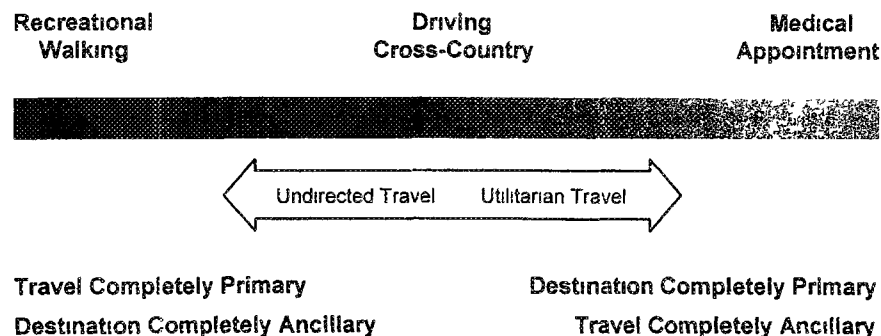 Recreational
Walking
Driving
Cross-Country
Medical
Appointment
Undirected Travel
Utilitarian Travel
Travel Completely Primary
Destination Completely Ancillary
Destination Completely Primary
Travel Completely Ancillary